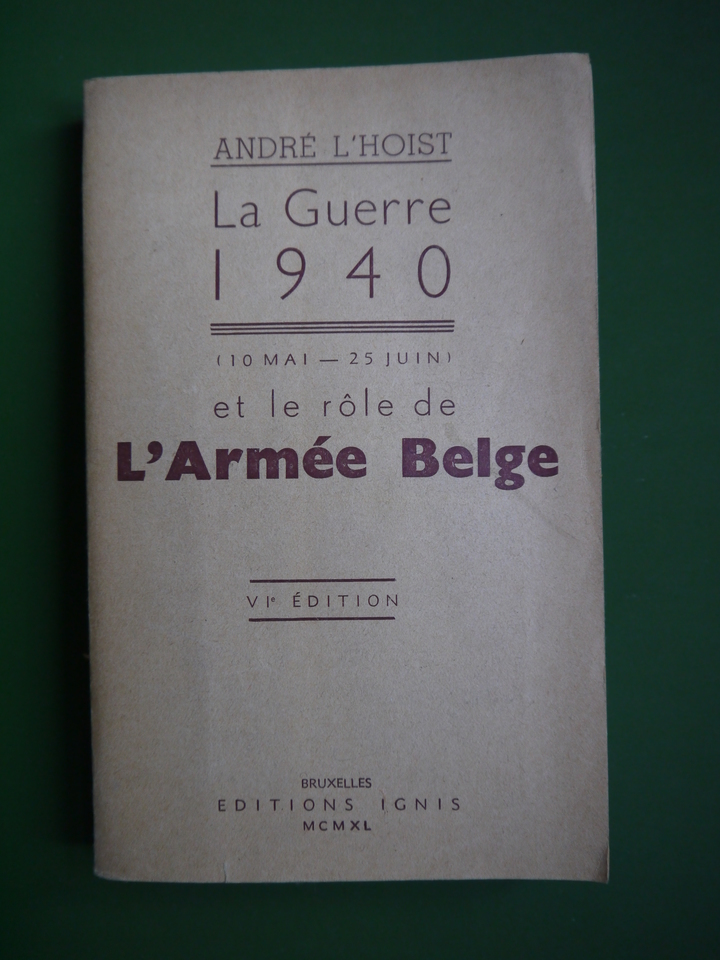 ANDRÉ L'HOIST
La Guerre
1940
(10 MAI — 25 JUIN)
et le rôle de
L'Armée Belge
VIe ÉDITION
BRUXELLES
EDITIONS IGNIS
MCMXL